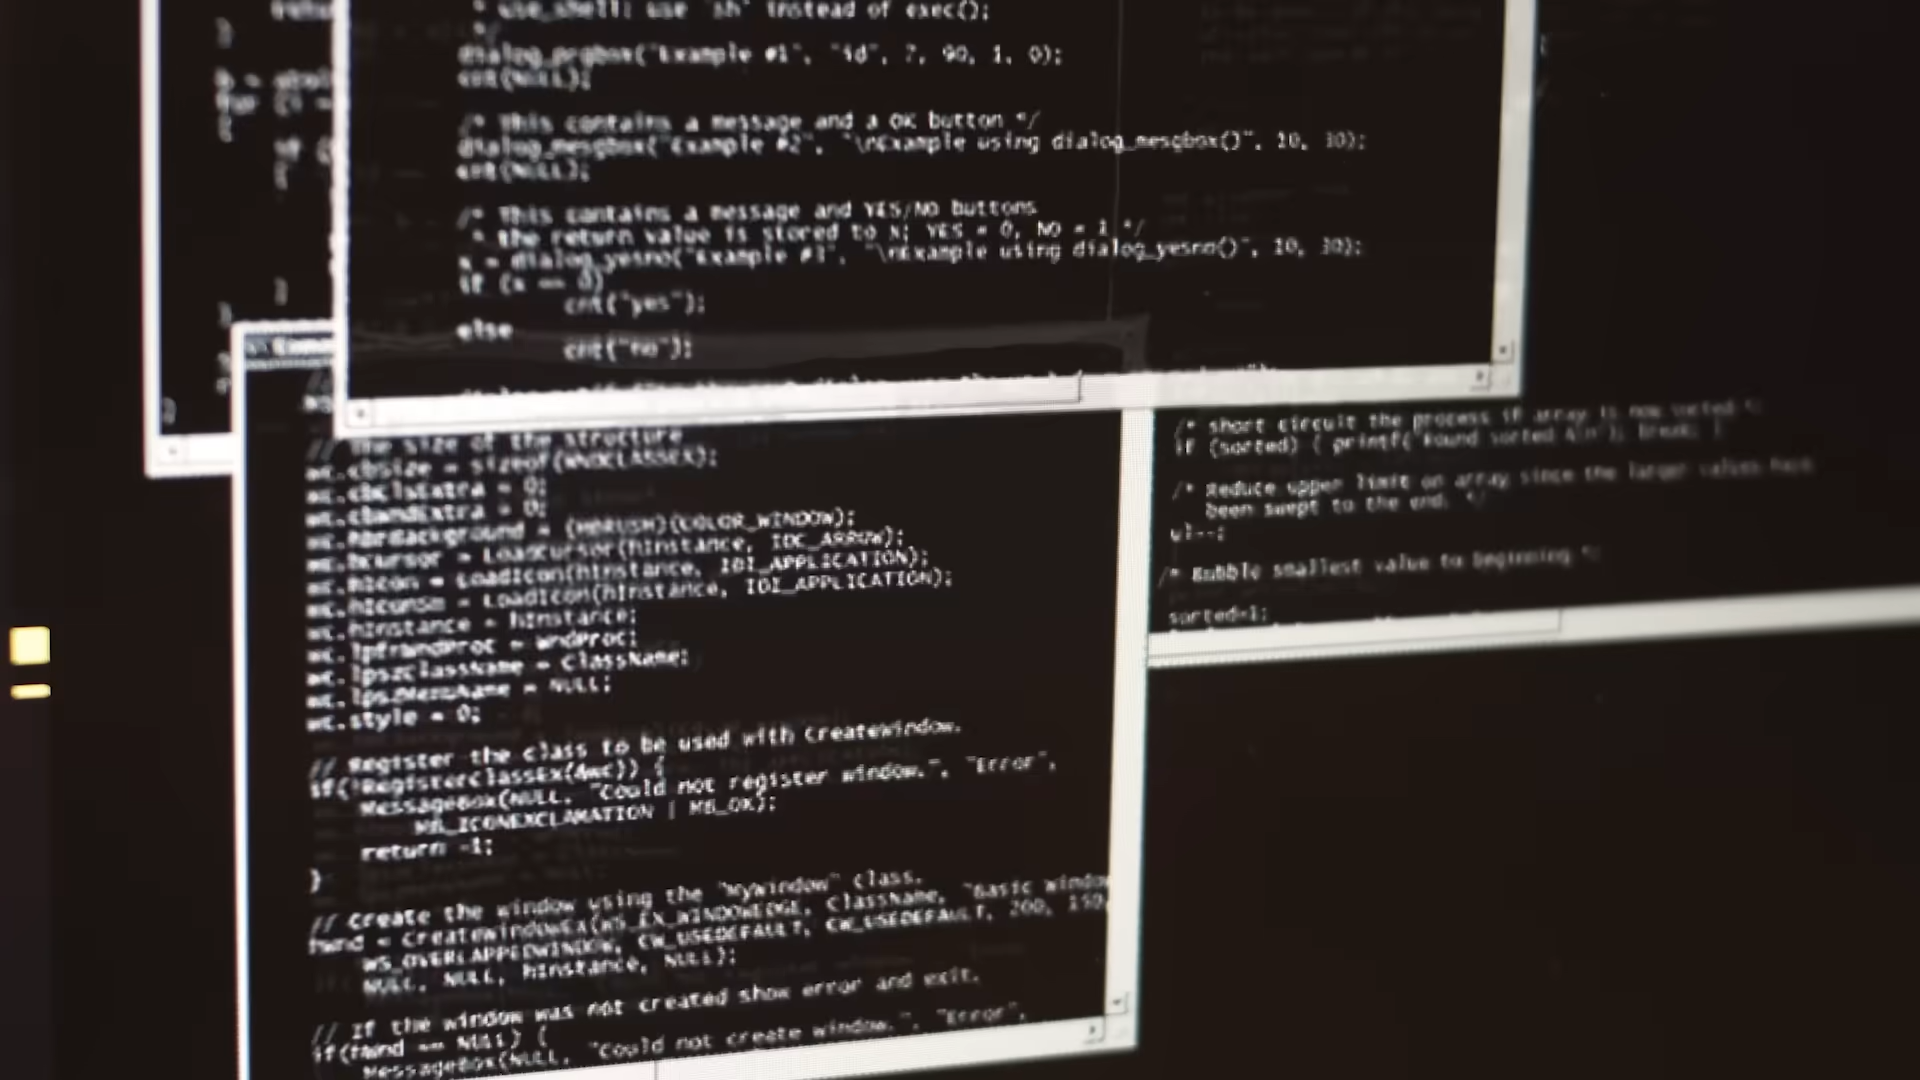 * use_shell: use 'sh' instead of exec();
*/
dialog_prgbox("Example #1", "id", 7, 90, 1, 0);
cnt(NULL);
/* This contains a message and a OK button */
dialog_mesgbox("Example #2", "\nExample using dialog_mesgbox()", 10, 30);
cnt(NULL);
/* This contains a message and YES/NO buttons
* the return value is stored to x; YES = 0, NO = 1 */
x = dialog_yesno("Example #3", "\nExample using dialog_yesno()", 10, 30);
if (x == 0)
cnt("yes");
else
cnt("no");
// The size of the structure
wc.cbSize = sizeof(WNDCLASSEX);
wc.cbClsExtra = 0;
wc.cbWndExtra = 0;
wc.hbrBackground = (HBRUSH)(COLOR_WINDOW);
wc.hCursor = LoadCursor(hInstance, IDC_ARROW);
wc.hIcon = LoadIcon(hInstance, IDI_APPLICATION);
wc.hIconSm = LoadIcon(hInstance, IDI_APPLICATION);
wc.hInstance = hInstance;
wc.lpfnWndProc = WndProc;
wc.lpszClassName = ClassName;
wc.lpszMenuName = NULL;
wc.style = 0;
// Register the class to be used with CreateWindow.
if(!RegisterClassEx(&wc)) {
MessageBox(NULL, "Could not register window.", "Error",
MB_ICONEXCLAMATION | MB_OK);
return -1;
}
// Create the window using the "MyWindow" class.
hwnd = CreateWindowEx(WS_EX_WINDOWEDGE, ClassName, "Basic Window
WS_OVERLAPPEDWINDOW, CW_USEDEFAULT, CW_USEDEFAULT, 200, 150,
NULL, NULL, hInstance, NULL);
// If the window was not created show error and exit.
if(hwnd == NULL) {
MessageBox(NULL, "Could not create window.", "Error",
/* short circuit the process if array is now sorted */
if (sorted) { printf("Found sorted break; }
/* Reduce upper limit on array since the larger values have
been swept to the end. */
ul--;
/* Bubble smallest value to beginning */
sorted=1;